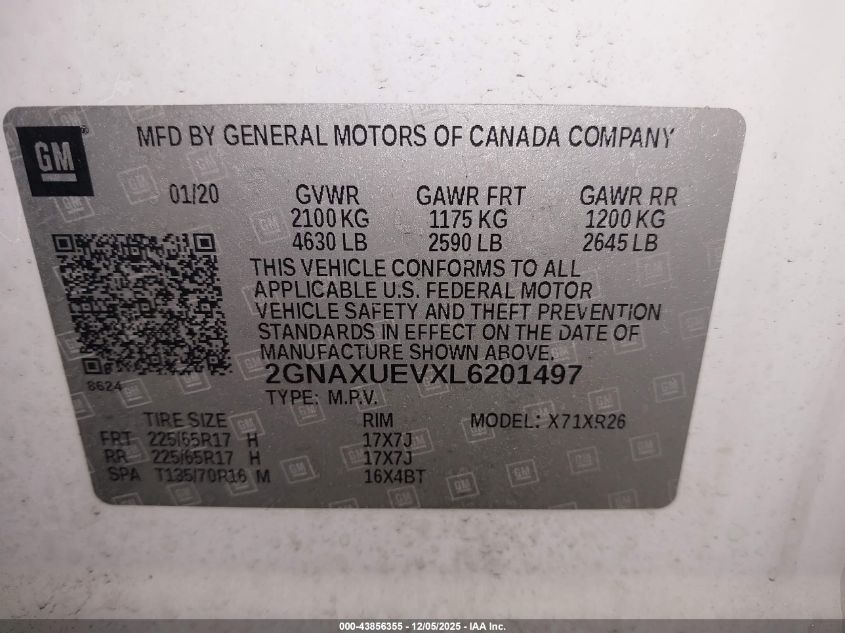 MFD BY GENERAL MOTORS OF CANADA COMPANY
GM
01/20 GVWR GAWR FRT GAWR RR
2100 KG 1175 KG 1200 KG
4630 LB 2590 LB 2645 LB
THIS VEHICLE CONFORMS TO ALL
APPLICABLE U.S. FEDERAL MOTOR
VEHICLE SAFETY AND THEFT PREVENTION
STANDARDS IN EFFECT ON THE DATE OF
MANUFACTURE SHOWN ABOVE.
8624
2GNAXUEVXL6201497
TYPE: M.P.V.
TIRE SIZE RIM MODEL: X71XR26
FRT 225/65R17 H 17X7J
RR 225/65R17 H 17X7J
SPA T135/70R16 M 16X4BT
000-43856355 - 12/05/2025 - IAA Inc.